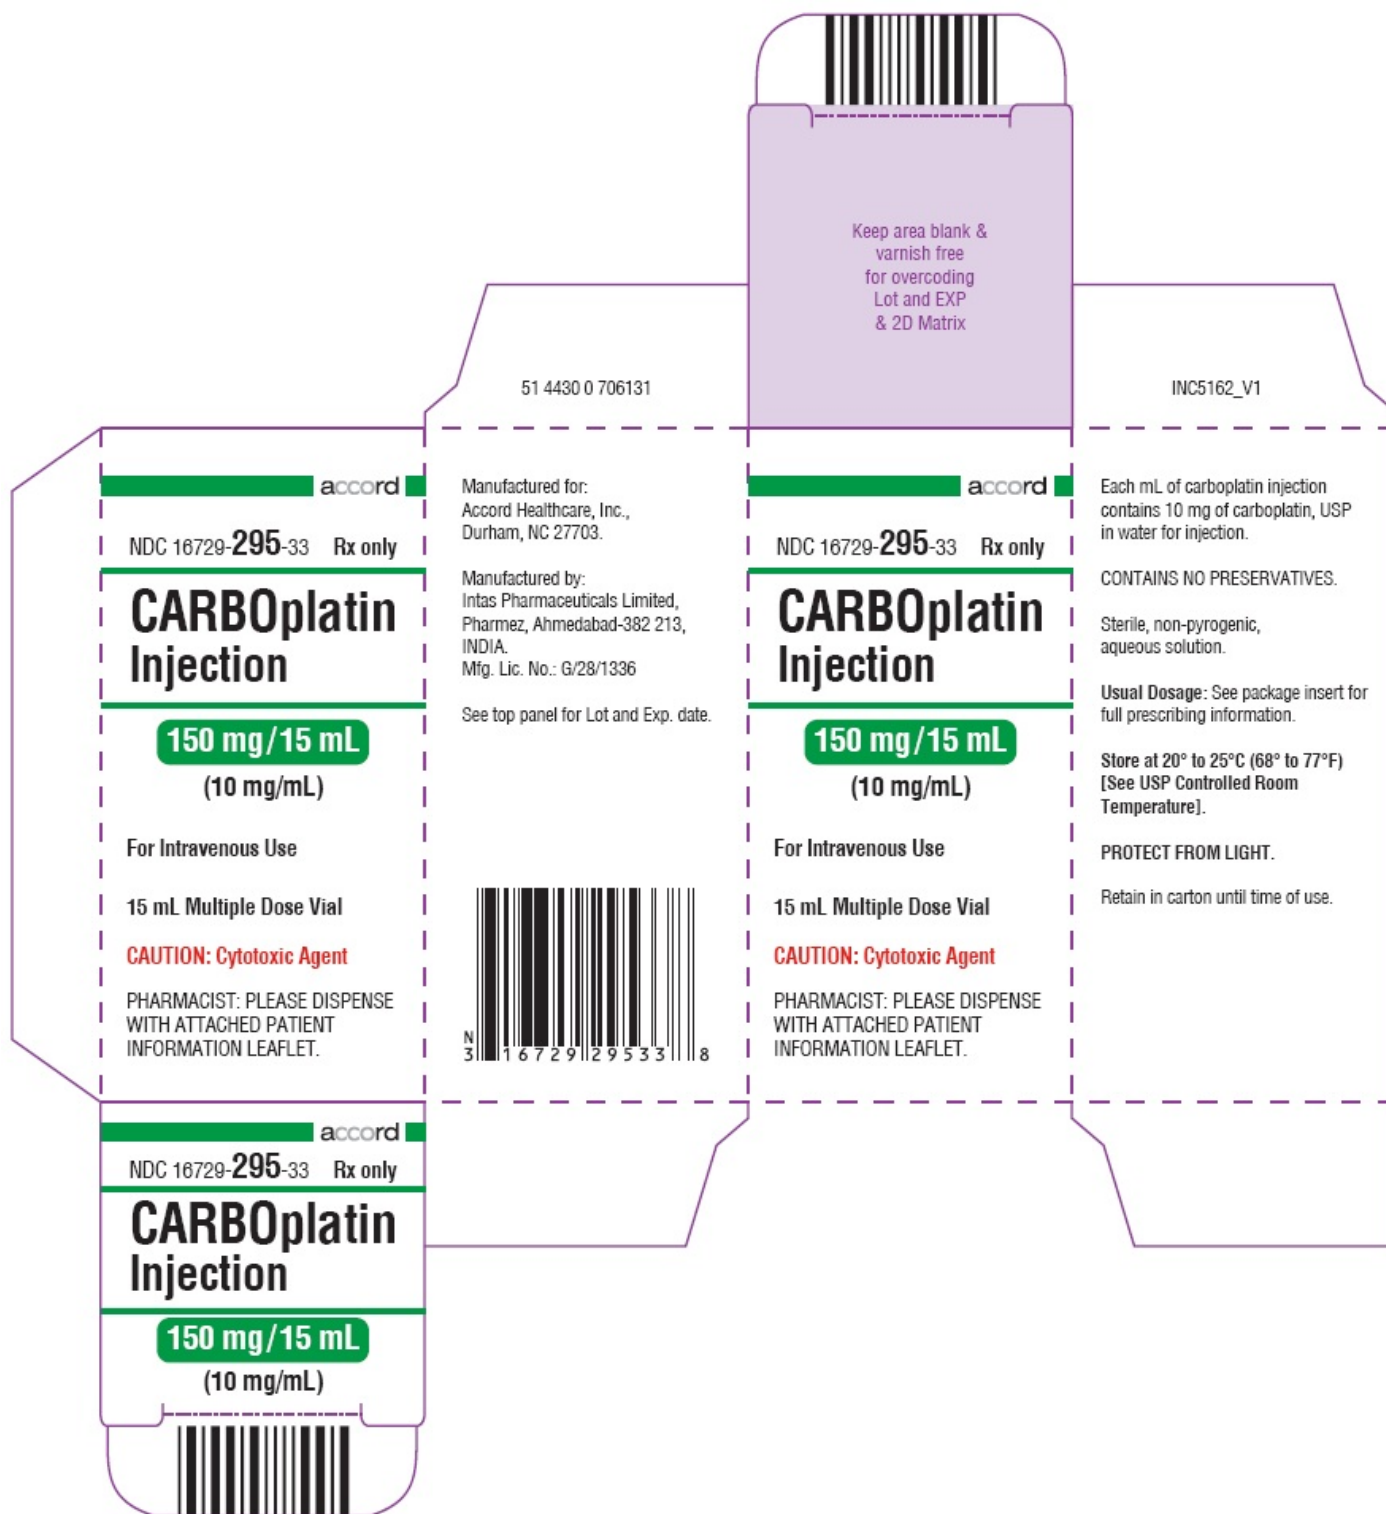 Keep area blank &
varnish free
for overcoding
Lot and EXP
& 2D Matrix
51 4430 0 706131
INC5162_V1
accord
NDC 16729-295-33 Rx only
CARBOplatin
Injection
150 mg/15 mL
(10 mg/mL)
For Intravenous Use
15 mL Multiple Dose Vial
CAUTION: Cytotoxic Agent
PHARMACIST: PLEASE DISPENSE
WITH ATTACHED PATIENT
INFORMATION LEAFLET.
Manufactured for:
Accord Healthcare, Inc.,
Durham, NC 27703.
Manufactured by:
Intas Pharmaceuticals Limited,
Pharmez, Ahmedabad-382 213,
INDIA.
Mfg. Lic. No.: G/28/1336
See top panel for Lot and Exp. date.
N
3 16729 29533 8
accord
NDC 16729-295-33 Rx only
CARBOplatin
Injection
150 mg/15 mL
(10 mg/mL)
For Intravenous Use
15 mL Multiple Dose Vial
CAUTION: Cytotoxic Agent
PHARMACIST: PLEASE DISPENSE
WITH ATTACHED PATIENT
INFORMATION LEAFLET.
Each mL of carboplatin injection
contains 10 mg of carboplatin, USP
in water for injection.
CONTAINS NO PRESERVATIVES.
Sterile, non-pyrogenic,
aqueous solution.
Usual Dosage: See package insert for
full prescribing information.
Store at 20° to 25°C (68° to 77°F)
[See USP Controlled Room
Temperature].
PROTECT FROM LIGHT.
Retain in carton until time of use.
accord
NDC 16729-295-33 Rx only
CARBOplatin
Injection
150 mg/15 mL
(10 mg/mL)